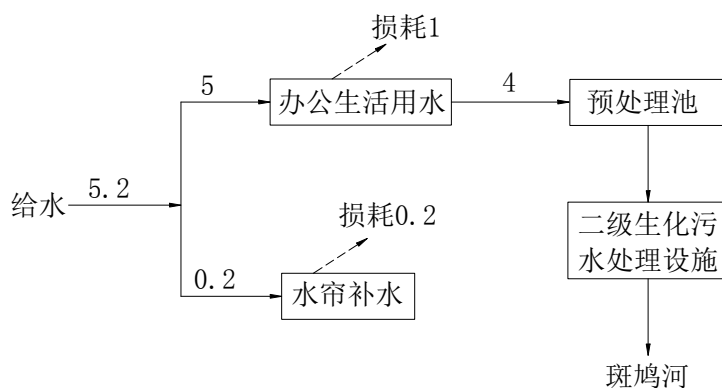 损耗1
5
办公生活用水
4
预处理池
给水
5.2
损耗0.2
二级生化污
水处理设施
0.2
水帘补水
斑鸠河